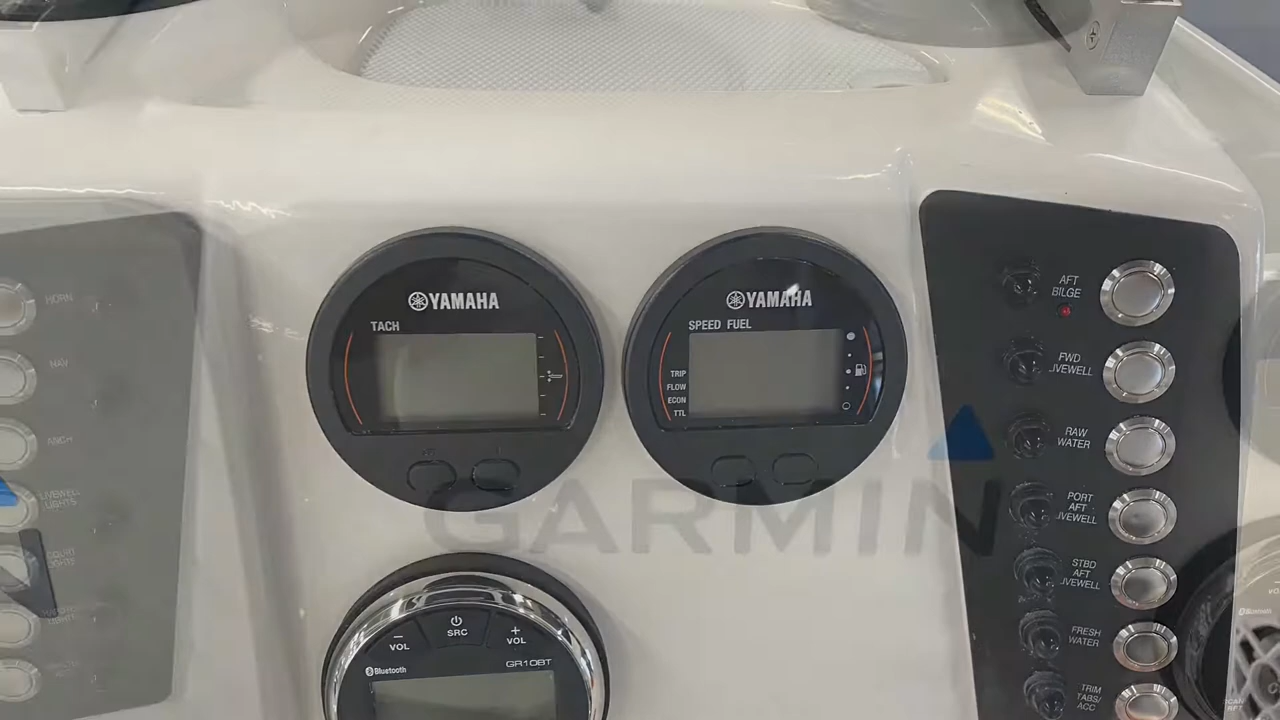 HORN
NAV
ANCH
LIVEWELL
LIGHTS
YAMAHA
TACH
YAMAHA
SPEED FUEL
TRIP
FLOW
ECON
TTL
AFT
BILGE
FWD
LIVEWELL
RAW
WATER
PORT
AFT
LIVEWELL
STBD
AFT
LIVEWELL
FRESH
WATER
TRIM
TABS/
ACC
GARMIN
SRC
− VOL
+ VOL
Bluetooth
GR10BT